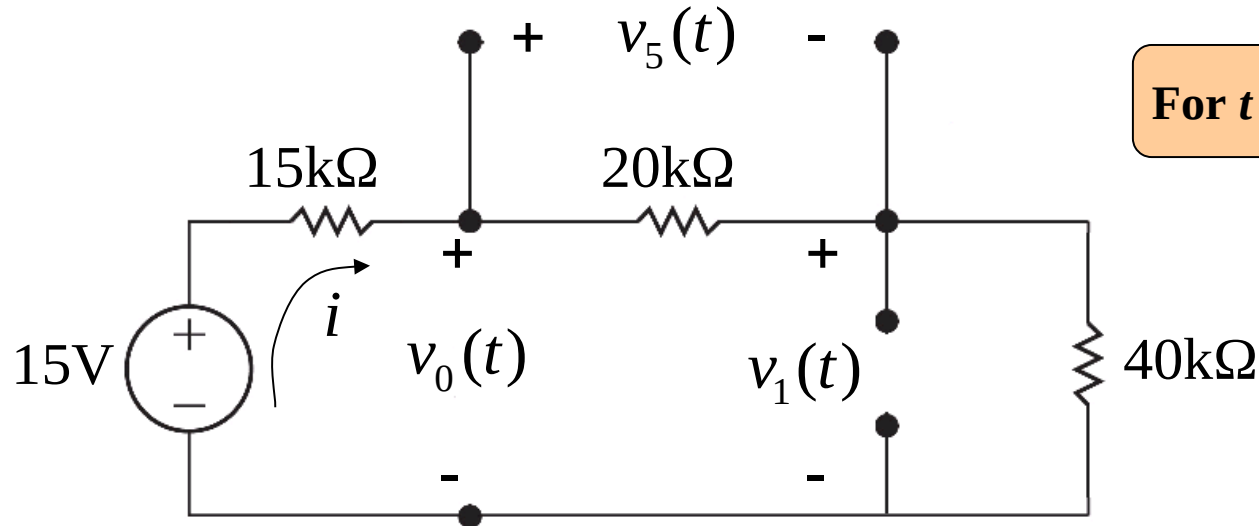 + v5(t) -
For t
15kΩ
20kΩ
+
+
i
15V
+
−
v0(t)
v1(t)
40kΩ
-
-